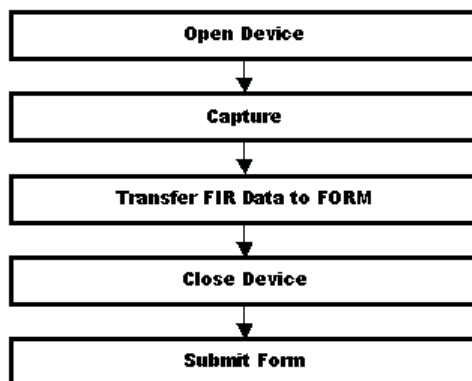 Open Device
Capture
Transfer FIR Data to FORM
Close Device
Submit Form